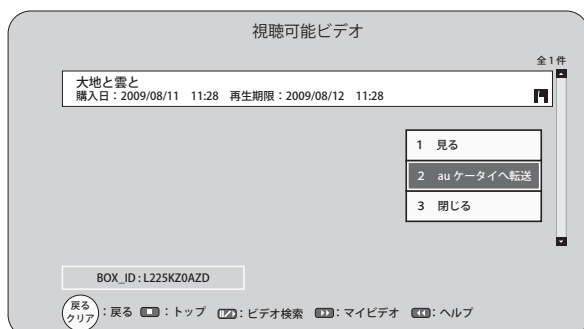 視聴可能ビデオ
全1件
大地と雲と
購入日：2009/08/11 11:28 再生期限：2009/08/12 11:28
1 見る
2 au ケータイへ転送
3 閉じる
BOX_ID : L225KZ0AZD
戻る
クリア：戻る ：トップ ：ビデオ検索 ：マイビデオ ：ヘルプ